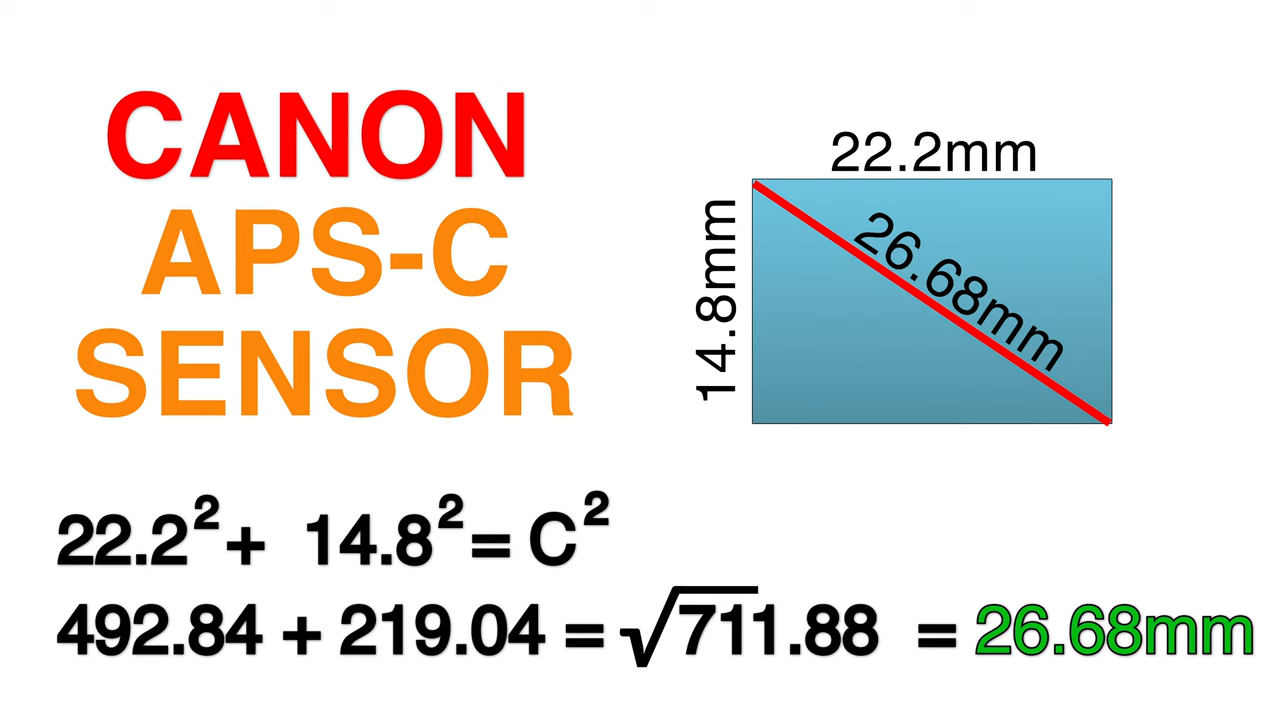 CANON
APS-C
SENSOR
22.2mm
14.8mm
26.68mm
22.2² + 14.8² = C²
492.84 + 219.04 = √711.88 = 26.68mm